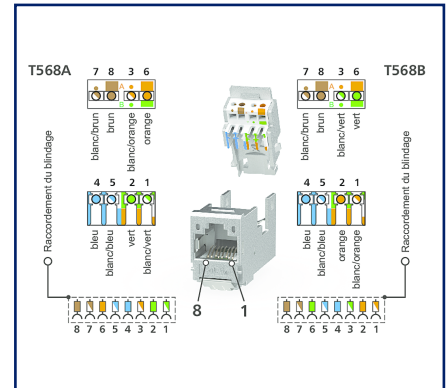 T568A
7 8 3 6
A
B
blanc/brun
brun
blanc/orange
orange
4 5 2 1
bleu
blanc/bleu
vert
blanc/vert
Raccordement du blindage
8 7 6 5 4 3 2 1
8 1
T568B
7 8 3 6
A
B
blanc/brun
brun
blanc/vert
vert
4 5 2 1
bleu
blanc/bleu
orange
blanc/orange
Raccordement du blindage
8 7 6 5 4 3 2 1